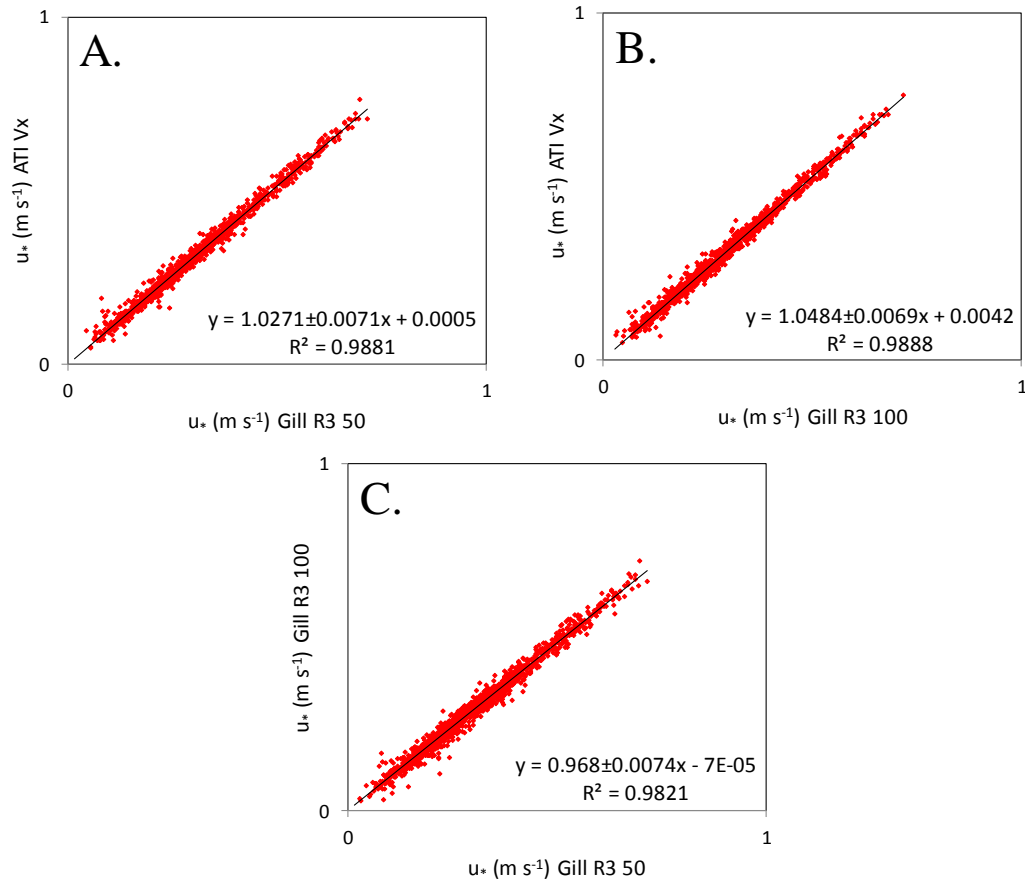 1
A.
u* (m s-1) ATI Vx
y = 1.0271±0.0071x + 0.0005
R² = 0.9881
0
0
1
u* (m s-1) Gill R3 50
1
B.
u* (m s-1) ATI Vx
y = 1.0484±0.0069x + 0.0042
R² = 0.9888
0
0
1
u* (m s-1) Gill R3 100
1
C.
u* (m s-1) Gill R3 100
y = 0.968±0.0074x - 7E-05
R² = 0.9821
0
0
1
u* (m s-1) Gill R3 50